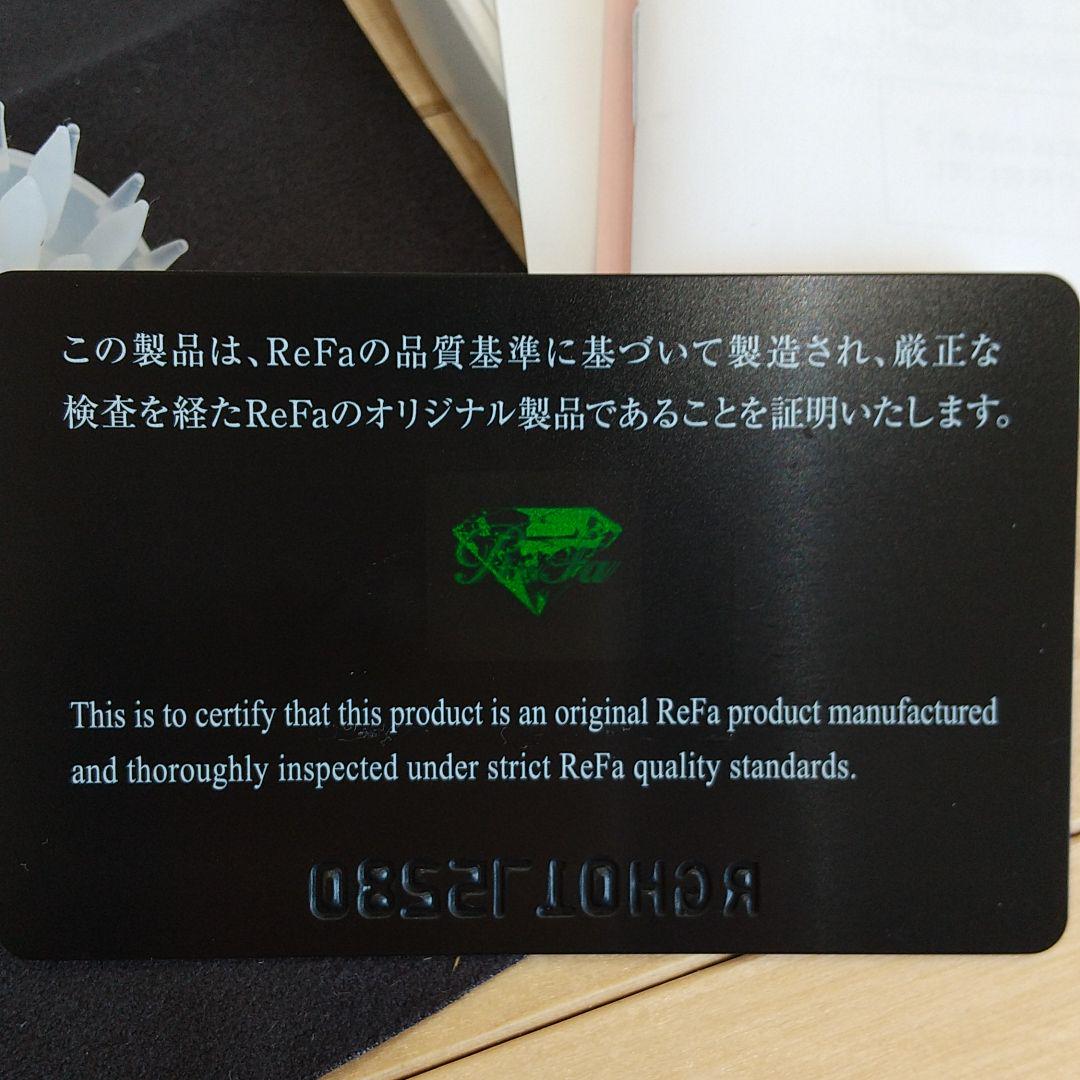 この製品は、ReFaの品質基準に基づいて製造され、厳正な
検査を経たReFaのオリジナル製品であることを証明いたします。
ReFa
This is to certify that this product is an original ReFa product manufactured
and thoroughly inspected under strict ReFa quality standards.